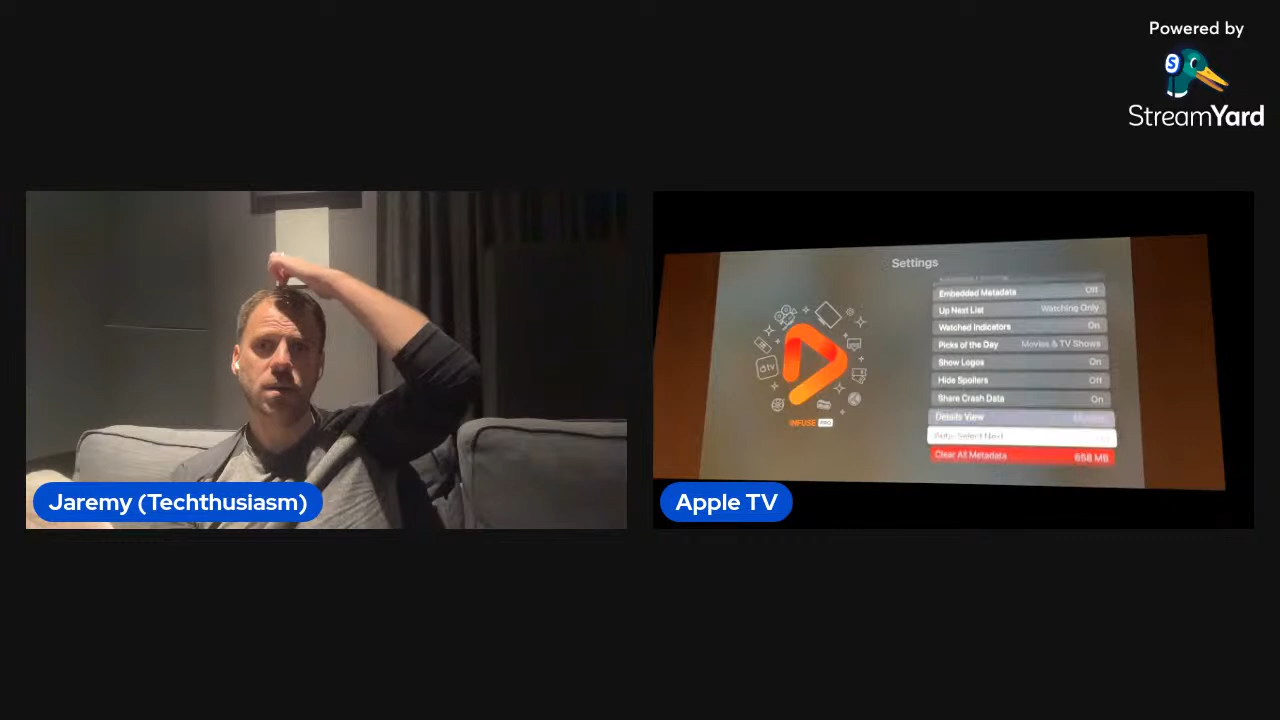 Powered by
S
StreamYard
Settings
Embedded Metadata Off
Up Next List Watching Only
Watched Indicators On
Picks of the Day Movies & TV Shows
Show Logos On
Hide Spoilers Off
Share Crash Data On
Details View
Auto-Select Next
Clear All Metadata 658 MB
tv
INFUSE PRO
Jaremy (Techthusiasm)
Apple TV